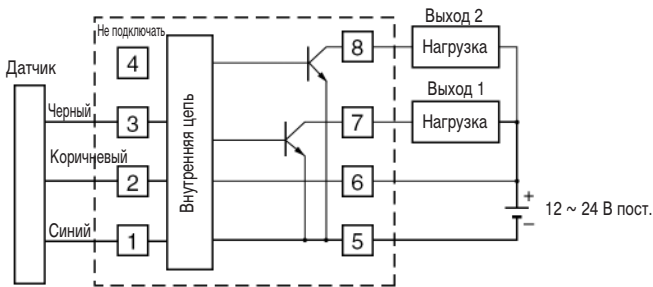 Выход 2
Не подключать
8
Нагрузка
4
Датчик
Выход 1
Черный
3
7
Нагрузка
Внутренняя цепь
Коричневый
2
6
+
12 ~ 24 В пост.
Синий
1
5
−